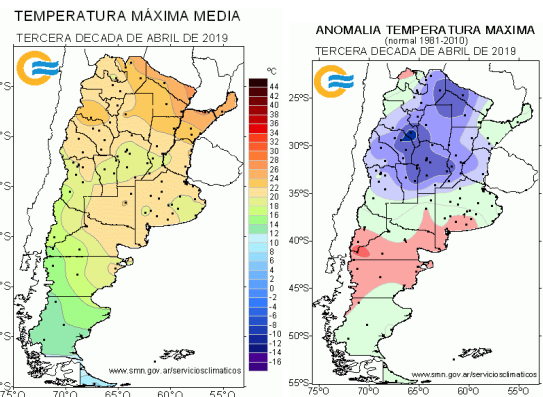 TEMPERATURA MÁXIMA MEDIA
TERCERA DECADA DE ABRIL DE 2019
ºC
44
42
40
38
36
34
32
30
28
26
24
22
20
18
16
14
12
10
8
6
4
2
0
-2
-4
-6
-8
-10
-12
-14
-16
www.smn.gov.ar/serviciosclimaticos
75°O
70°O
65°O
60°O
55°O
ANOMALIA TEMPERATURA MAXIMA
(normal 1981-2010)
TERCERA DECADA DE ABRIL DE 2019
25°S
30°S
35°S
40°S
45°S
50°S
55°S
www.smn.gov.ar/serviciosclimaticos
75°O
70°O
65°O
60°O
55°O